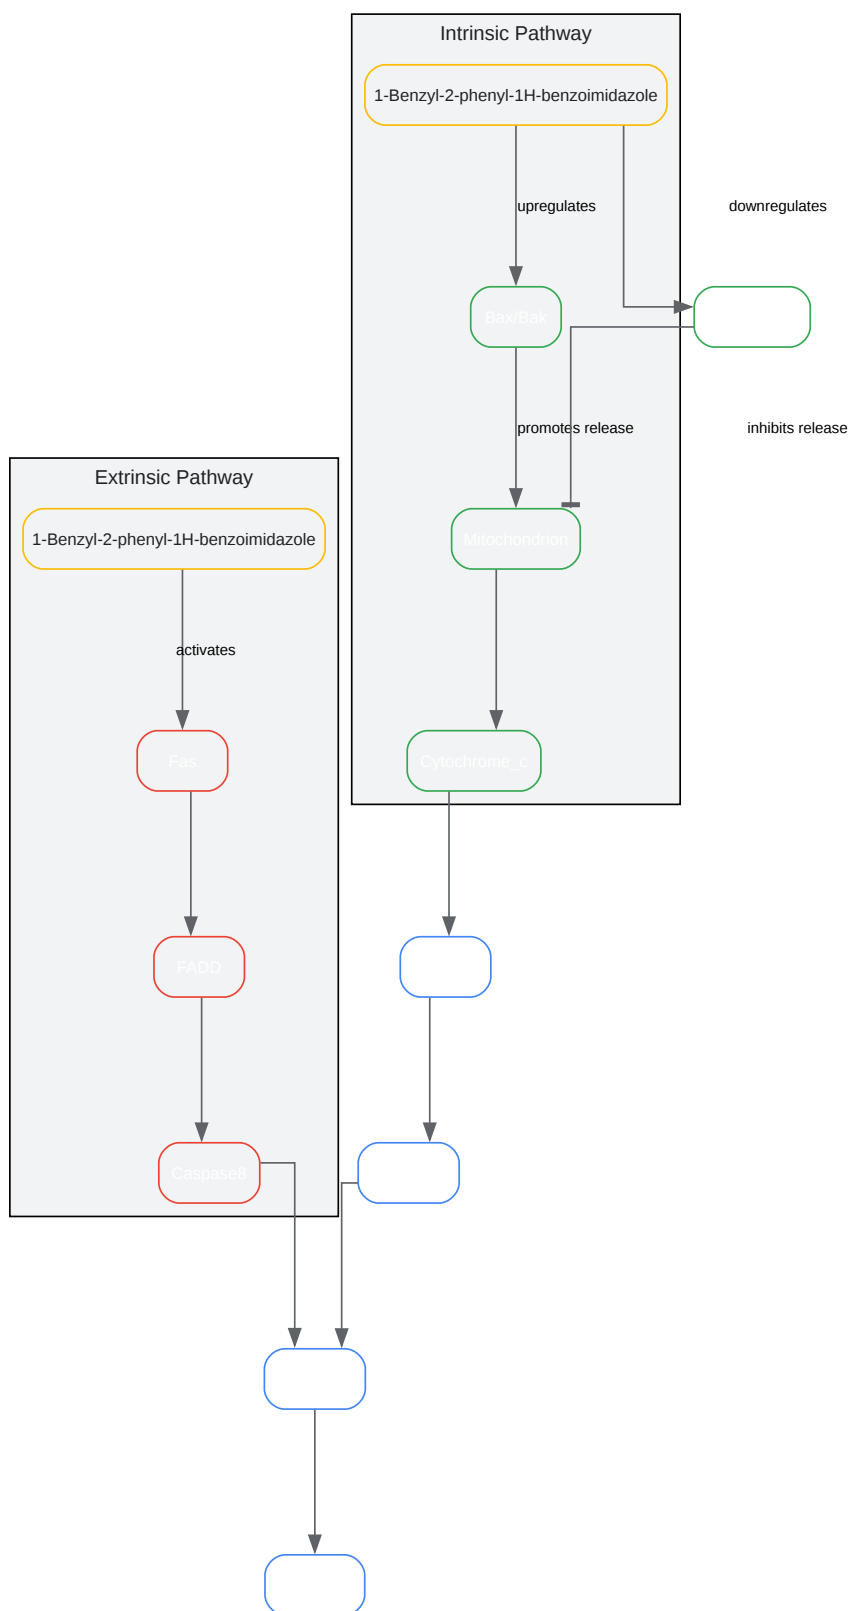 Intrinsic Pathway
1-Benzyl-2-phenyl-1H-benzoimidazole
upregulates
downregulates
Bax/Bak
promotes release
inhibits release
Extrinsic Pathway
1-Benzyl-2-phenyl-1H-benzoimidazole
Mitochondrion
activates
Fas
Cytochrome_c
FADD
Caspase8